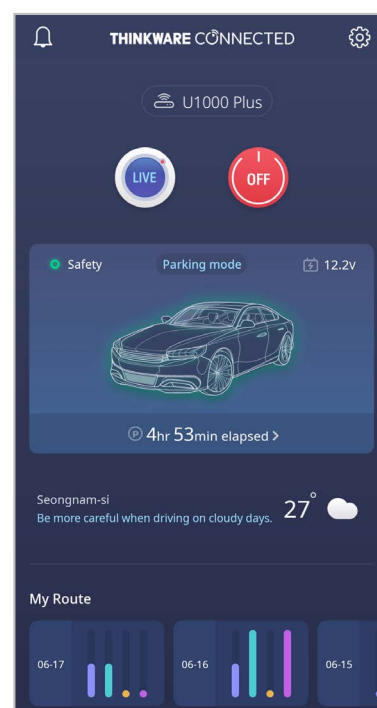 THINKWARE CONNECTED
U1000 Plus
LIVE
OFF
Safety
Parking mode
12.2v
P 4hr 53min elapsed >
Seongnam-si
Be more careful when driving on cloudy days.
27°
My Route
06-17
06-16
06-15